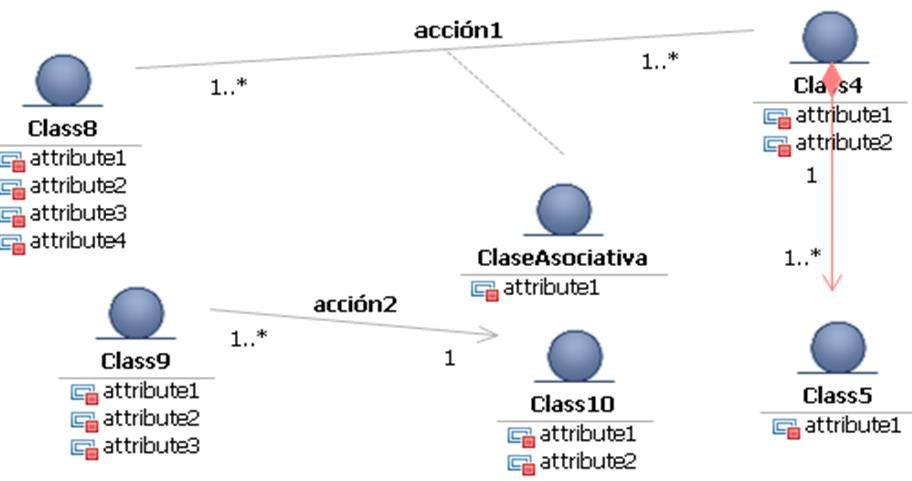 acción1
1..*
1..*
Class8
attribute1
attribute2
attribute3
attribute4
Class4
attribute1
attribute2
1
1..*
ClaseAsociativa
attribute1
acción2
1..*
1
Class9
attribute1
attribute2
attribute3
Class10
attribute1
attribute2
Class5
attribute1